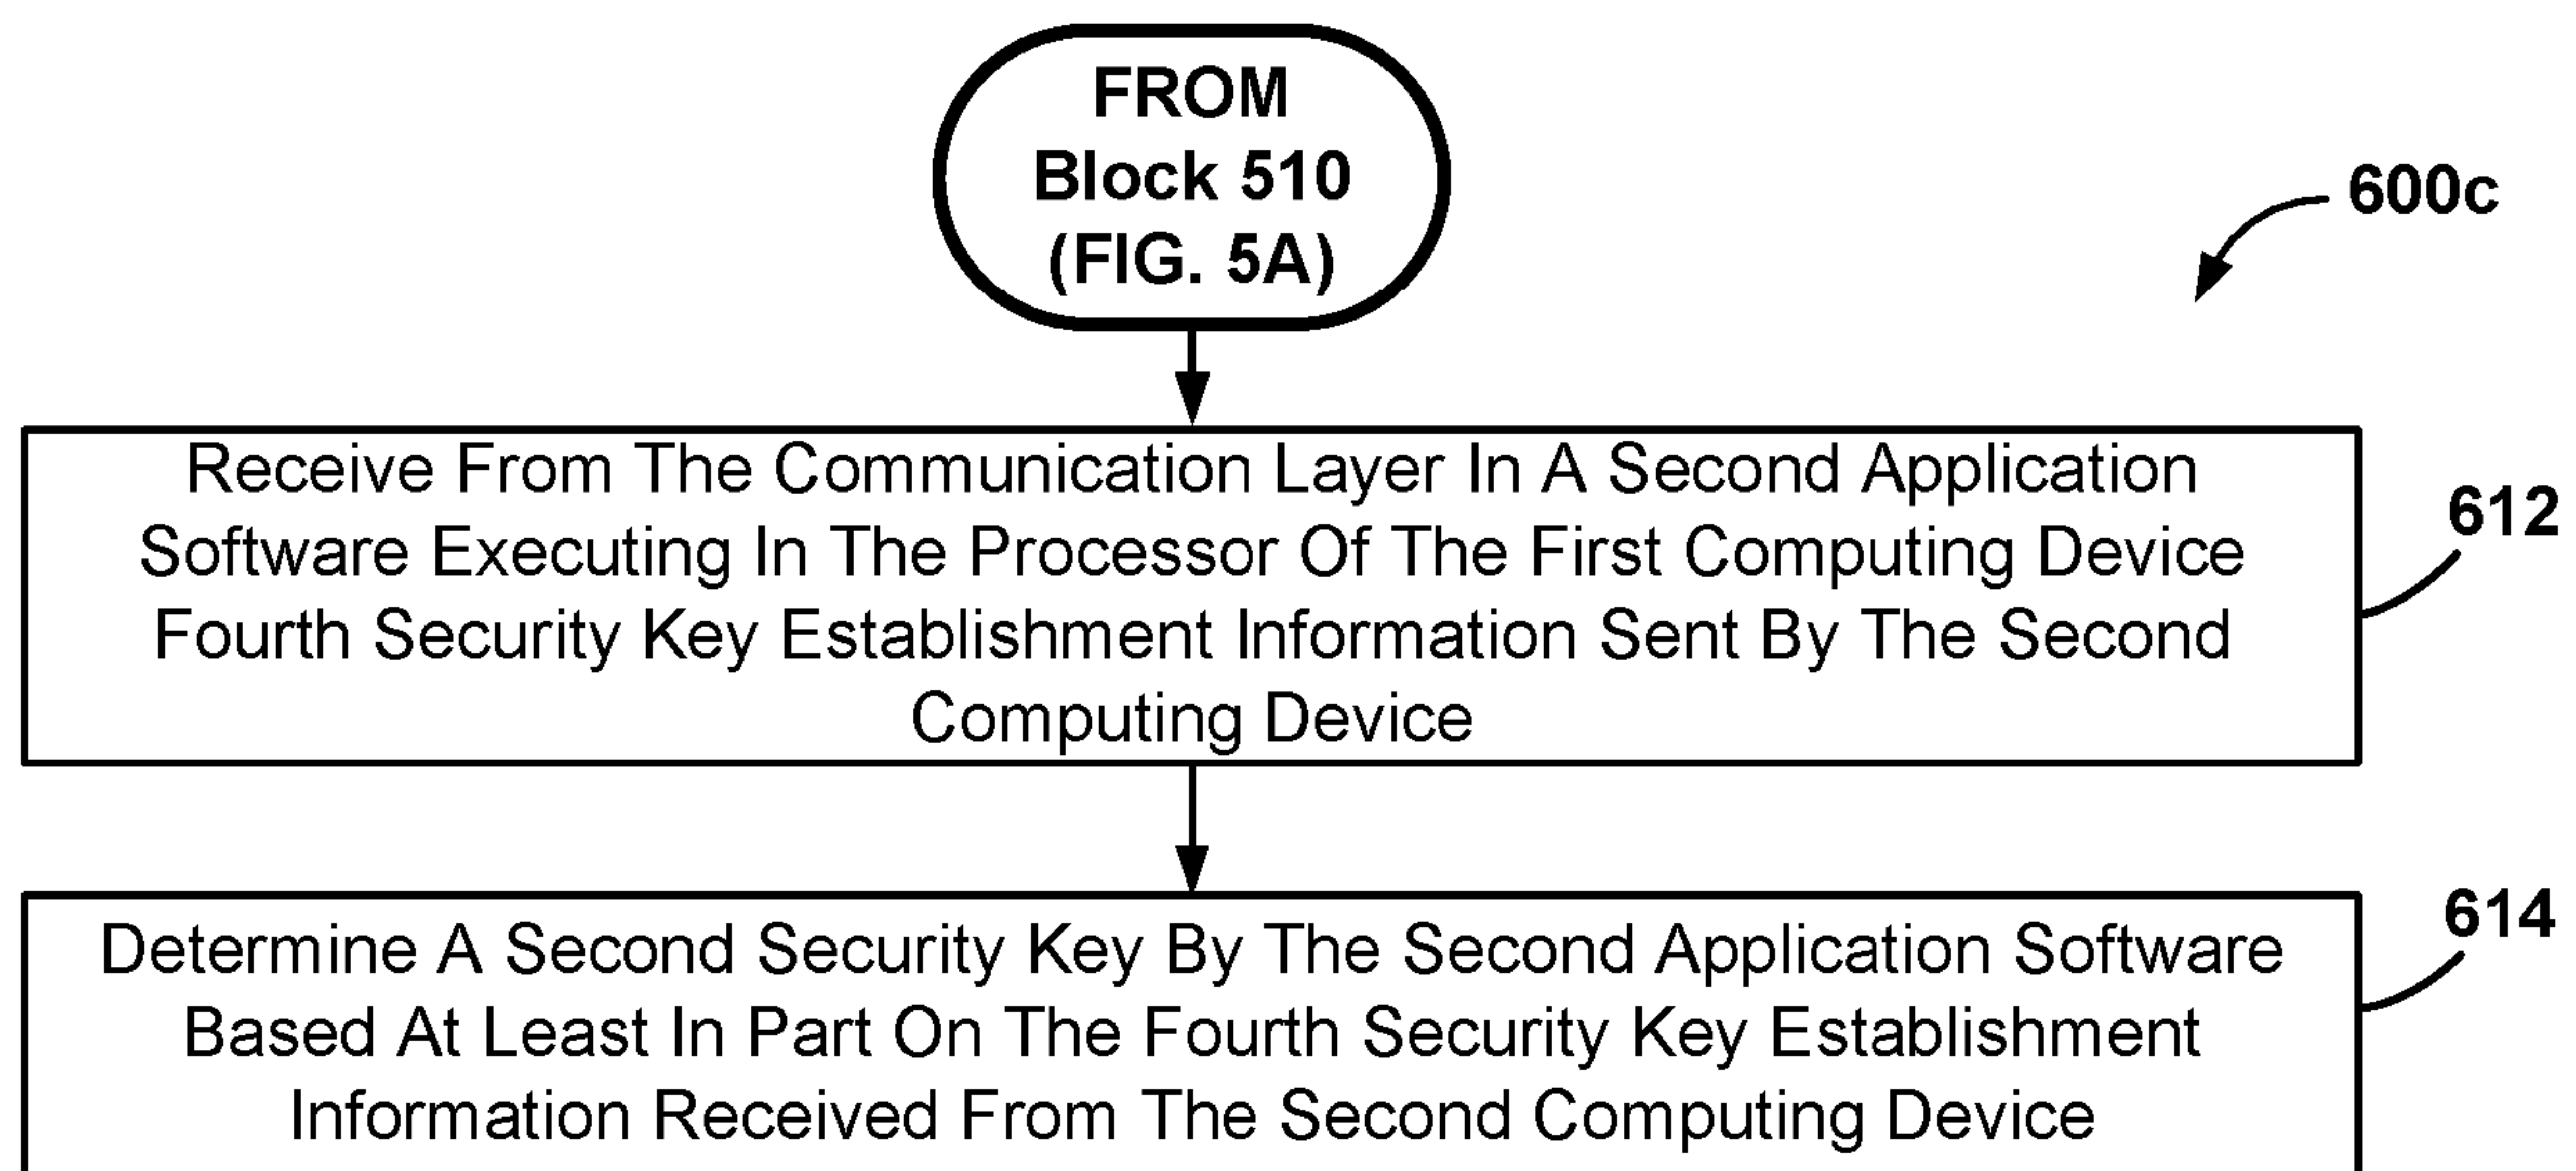 FROM
Block 510
(FIG. 5A)
600c
Receive From The Communication Layer In A Second Application
Software Executing In The Processor Of The First Computing Device
Fourth Security Key Establishment Information Sent By The Second
Computing Device
612
Determine A Second Security Key By The Second Application Software
Based At Least In Part On The Fourth Security Key Establishment
Information Received From The Second Computing Device
614